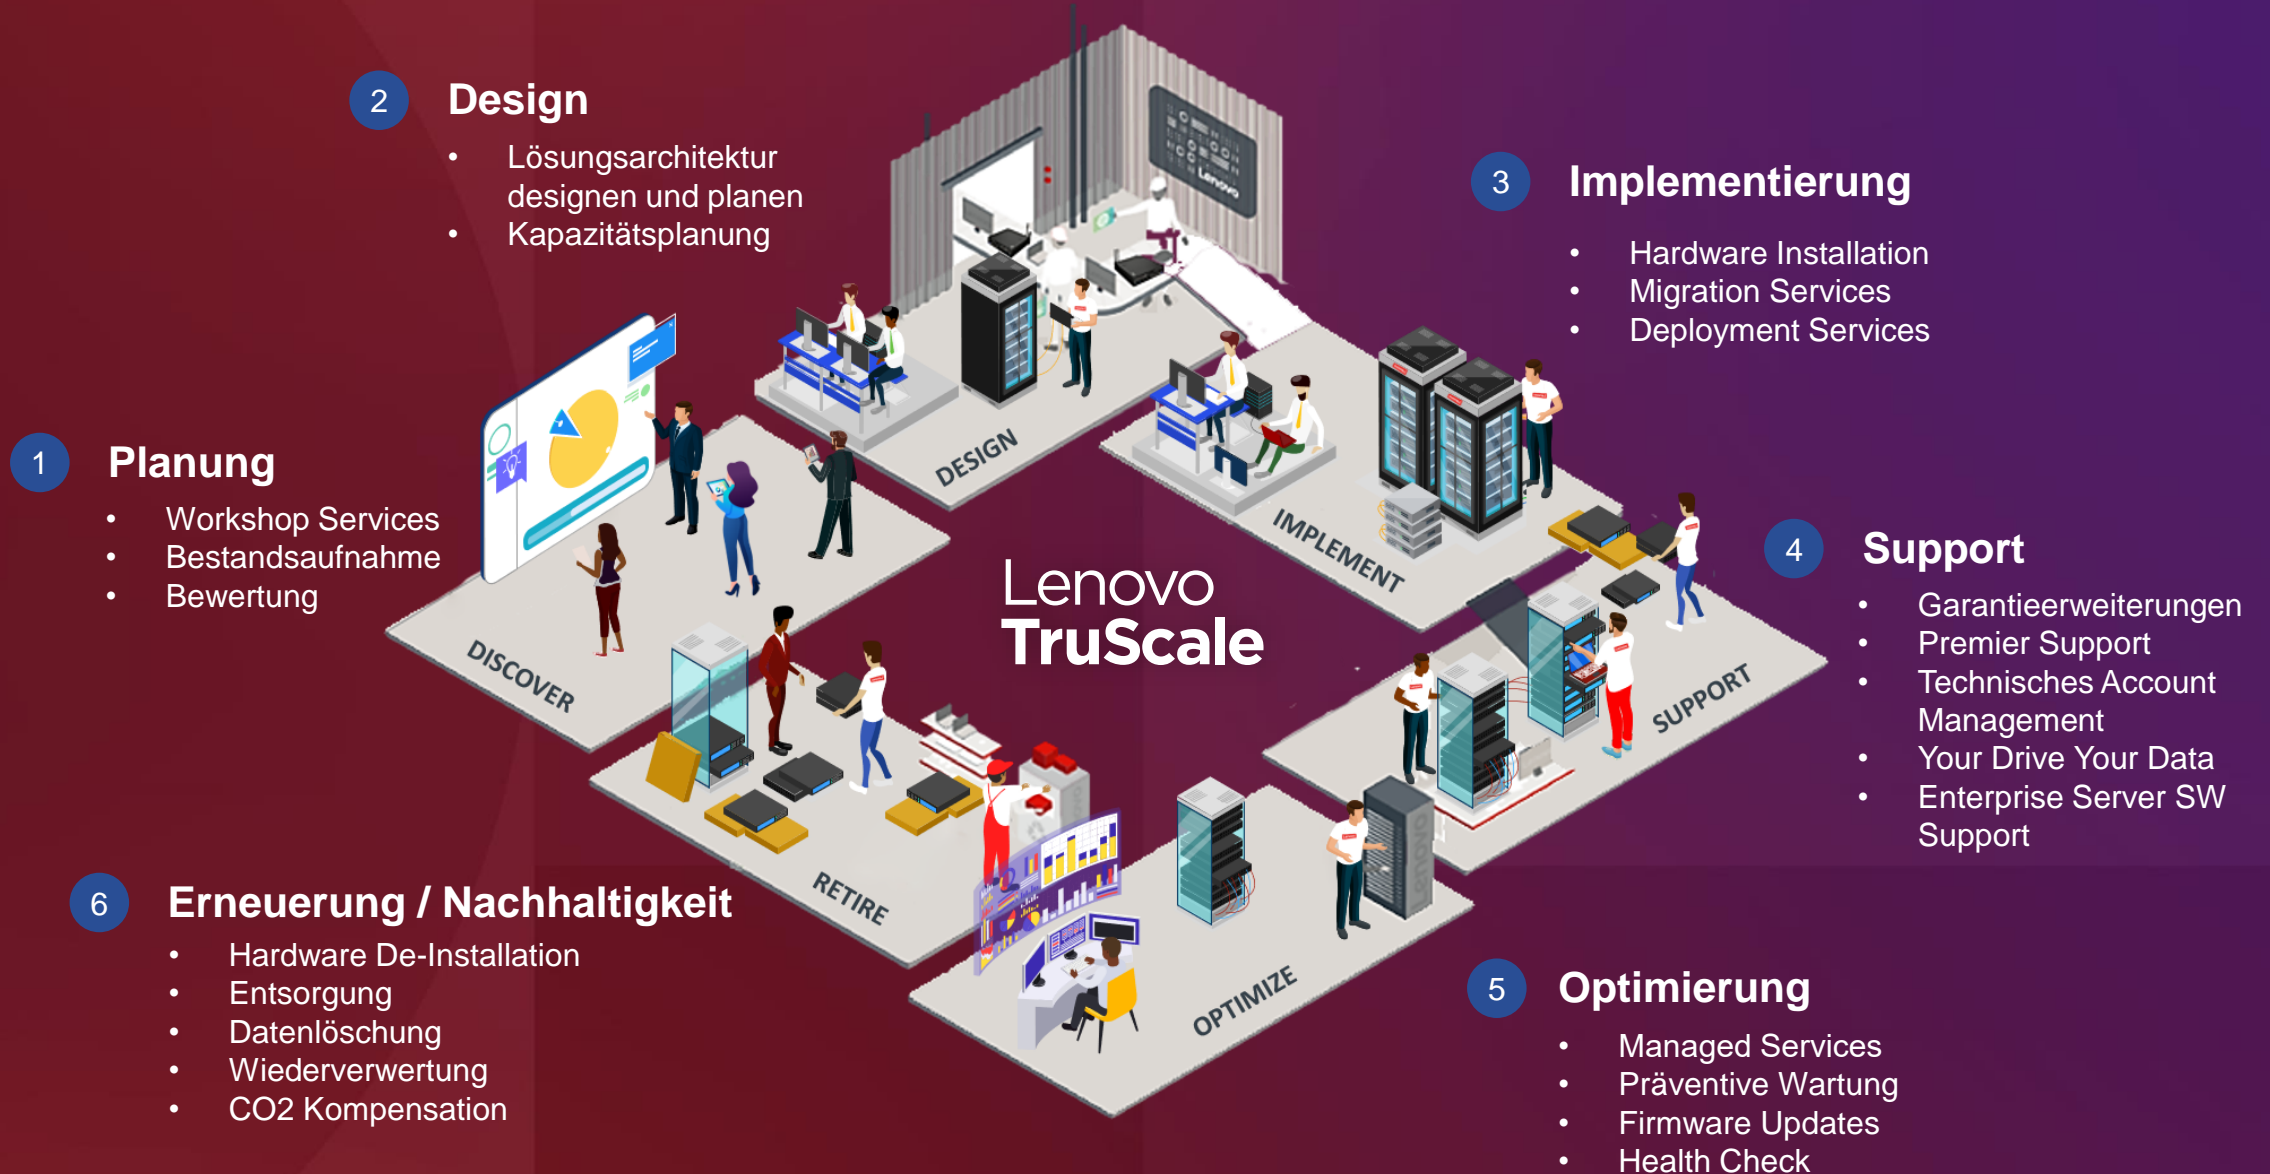 2
Design
• Lösungsarchitektur
designen und planen
• Kapazitätsplanung
Lenovo
3
Implementierung
• Hardware Installation
• Migration Services
• Deployment Services
1
Planung
• Workshop Services
• Bestandsaufnahme
• Bewertung
DESIGN
IMPLEMENT
DISCOVER
Lenovo
TruScale
4
Support
• Garantieerweiterungen
• Premier Support
• Technisches Account
Management
• Your Drive Your Data
• Enterprise Server SW
Support
SUPPORT
RETIRE
Lenovo
OPTIMIZE
6
Erneuerung / Nachhaltigkeit
• Hardware De-Installation
• Entsorgung
• Datenlöschung
• Wiederverwertung
• CO2 Kompensation
5
Optimierung
• Managed Services
• Präventive Wartung
• Firmware Updates
• Health Check